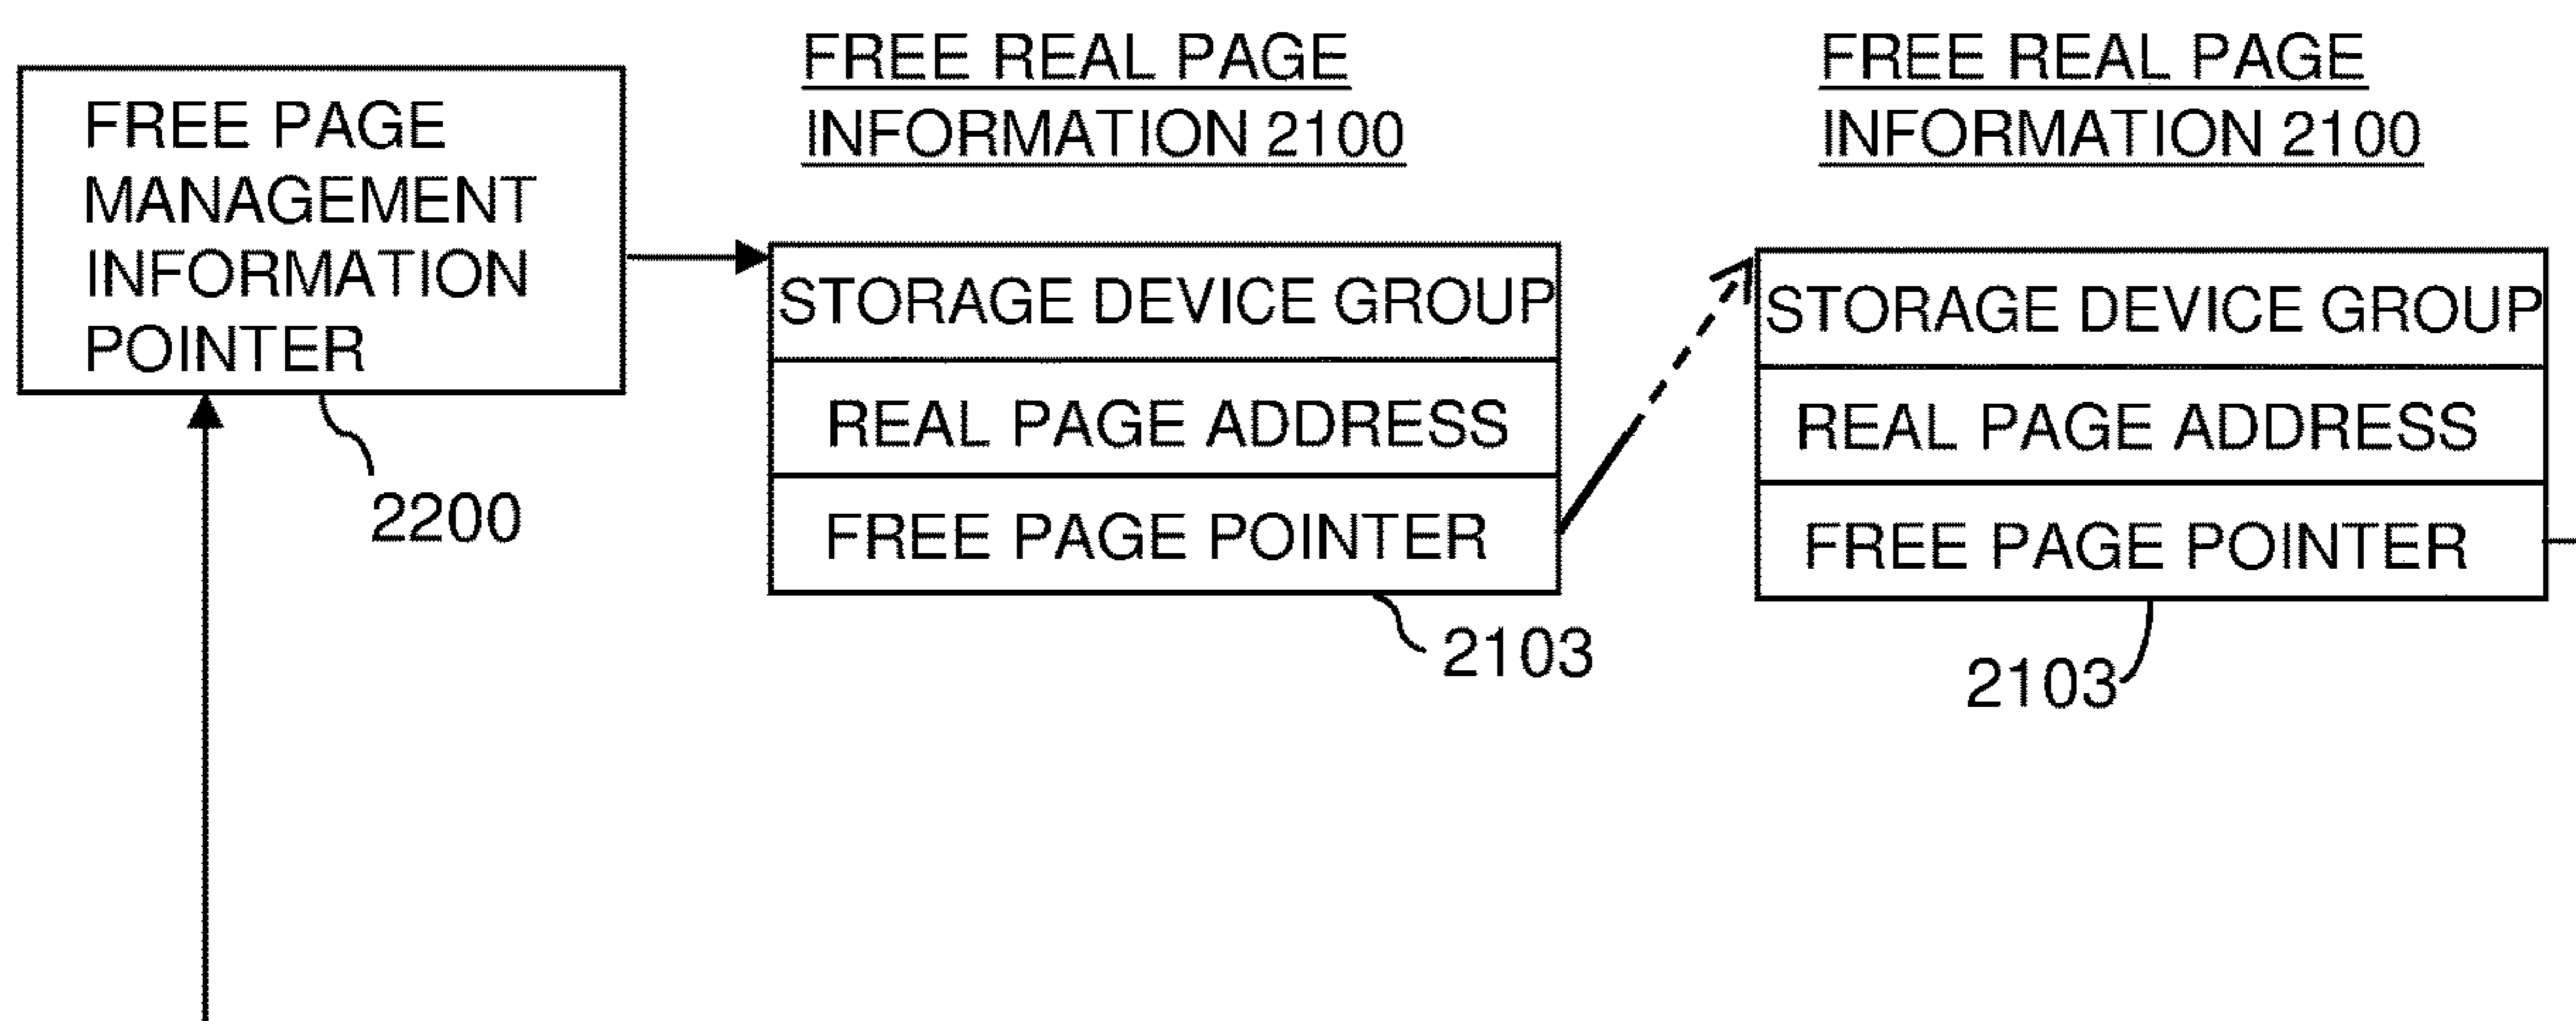 FREE PAGE
MANAGEMENT
INFORMATION
POINTER
2200
FREE REAL PAGE
INFORMATION 2100
STORAGE DEVICE GROUP
REAL PAGE ADDRESS
FREE PAGE POINTER
2103
FREE REAL PAGE
INFORMATION 2100
STORAGE DEVICE GROUP
REAL PAGE ADDRESS
FREE PAGE POINTER
2103